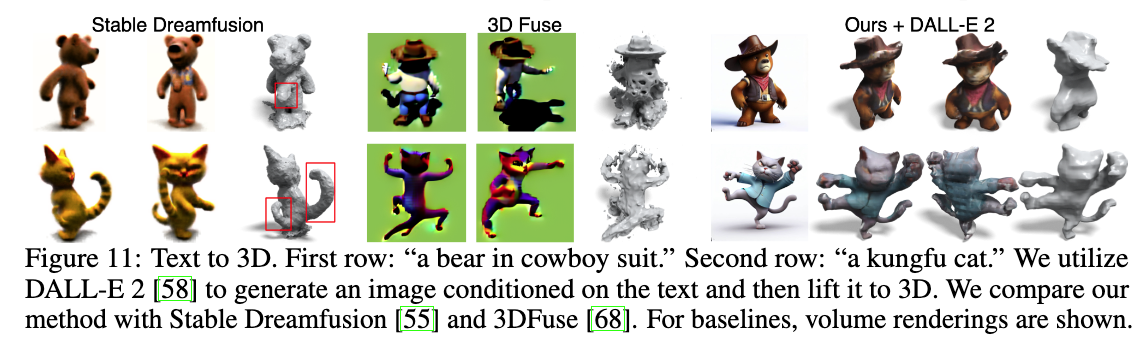 Stable Dreamfusion 3D Fuse Ours + DALL-E 2
Figure 11: Text to 3D. First row: “a bear in cowboy suit.” Second row: “a kungfu cat.” We utilize
DALL-E 2 [58] to generate an image conditioned on the text and then lift it to 3D. We compare our
method with Stable Dreamfusion [55] and 3DFuse [68]. For baselines, volume renderings are shown.